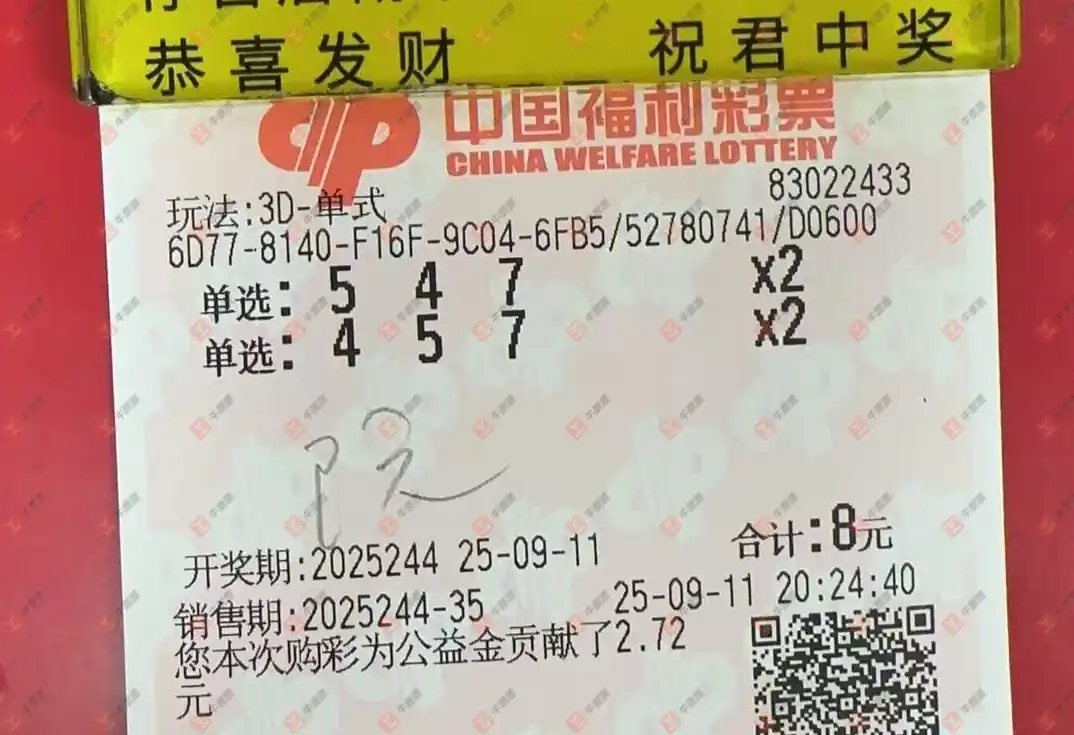 恭喜发财 祝君中奖
中国福利彩票
CHINA WELFARE LOTTERY
83022433
玩法:3D-单式
6D77-8140-F16F-9C04-6FB5/52780741/D0600
单选: 5 4 7 x2
单选: 4 5 7 x2
合计:8元
开奖期:2025244 25-09-11
销售期:2025244-35 25-09-11 20:24:40
您本次购彩为公益金贡献了2.72
元